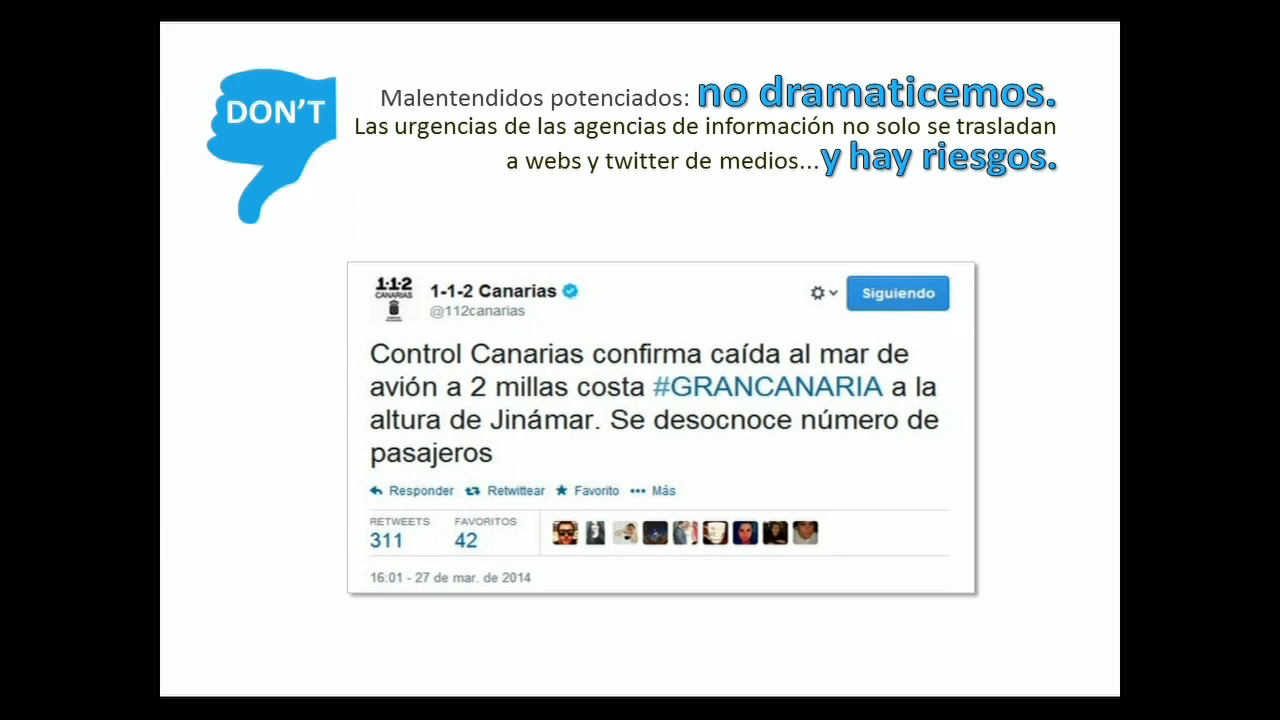 DON'T
Malentendidos potenciados: no dramaticemos.
Las urgencias de las agencias de información no solo se trasladan
a webs y twitter de medios...y hay riesgos.
1·1·2
CANARIAS
1-1-2 Canarias
@112canarias
Siguiendo
Control Canarias confirma caída al mar de
avión a 2 millas costa #GRANCANARIA a la
altura de Jinámar. Se desocnoce número de
pasajeros
Responder Retwittear Favorito ••• Más
RETWEETS FAVORITOS
311 42
16:01 - 27 de mar. de 2014